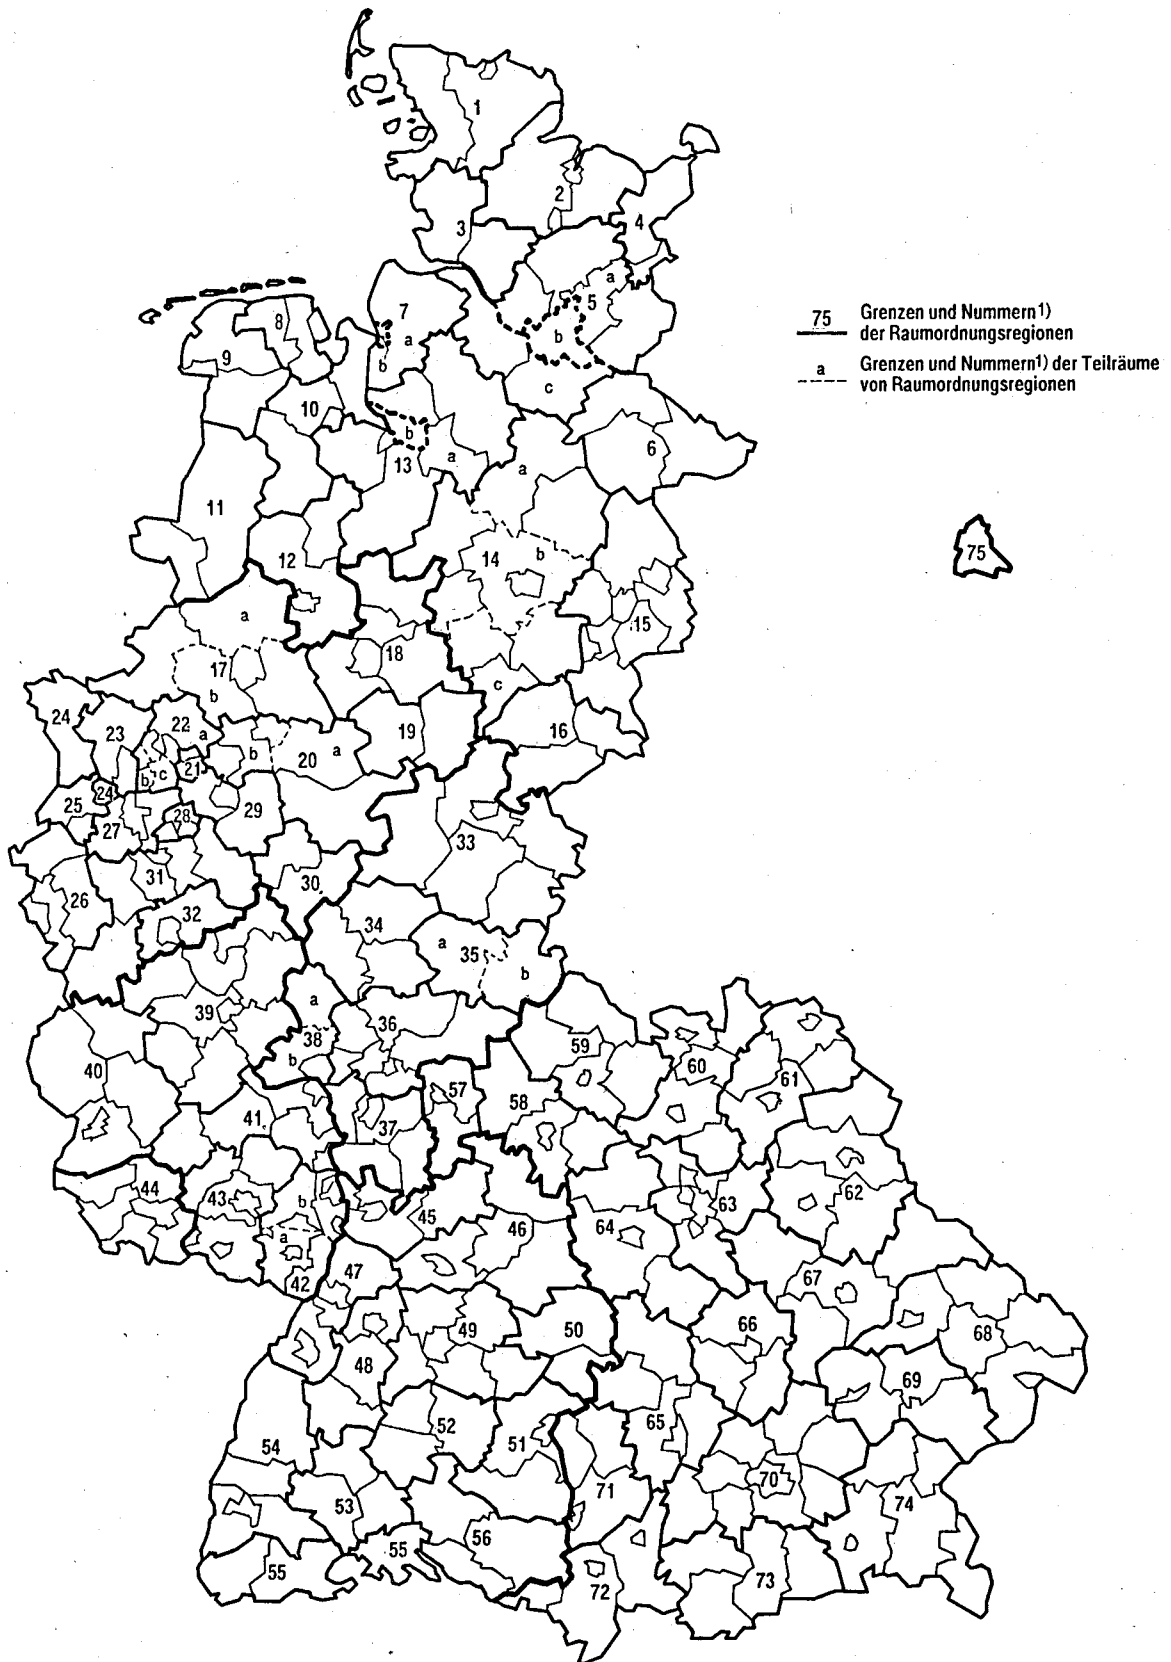 1
2
3
4
a
5
7
75 Grenzen und Nummern1)
der Raumordnungsregionen
8
a
b
9
b
a Grenzen und Nummern1) der Teilräume
von Raumordnungsregionen
c
10
b
6
13
a
a
11
75
14
b
12
a
15
18
17
c
b
24
22
19
16
23
a
b
a
20
21
b
c
24
25
29
28
27
33
31
30
26
32
34
a
35
b
a
39
36
38
59
b
60
40
61
57
58
41
37
44
43
b
62
45
63
46
64
a
47
67
42
66
49
50
68
48
69
52
65
51
54
70
71
53
74
56
55
55
73
72